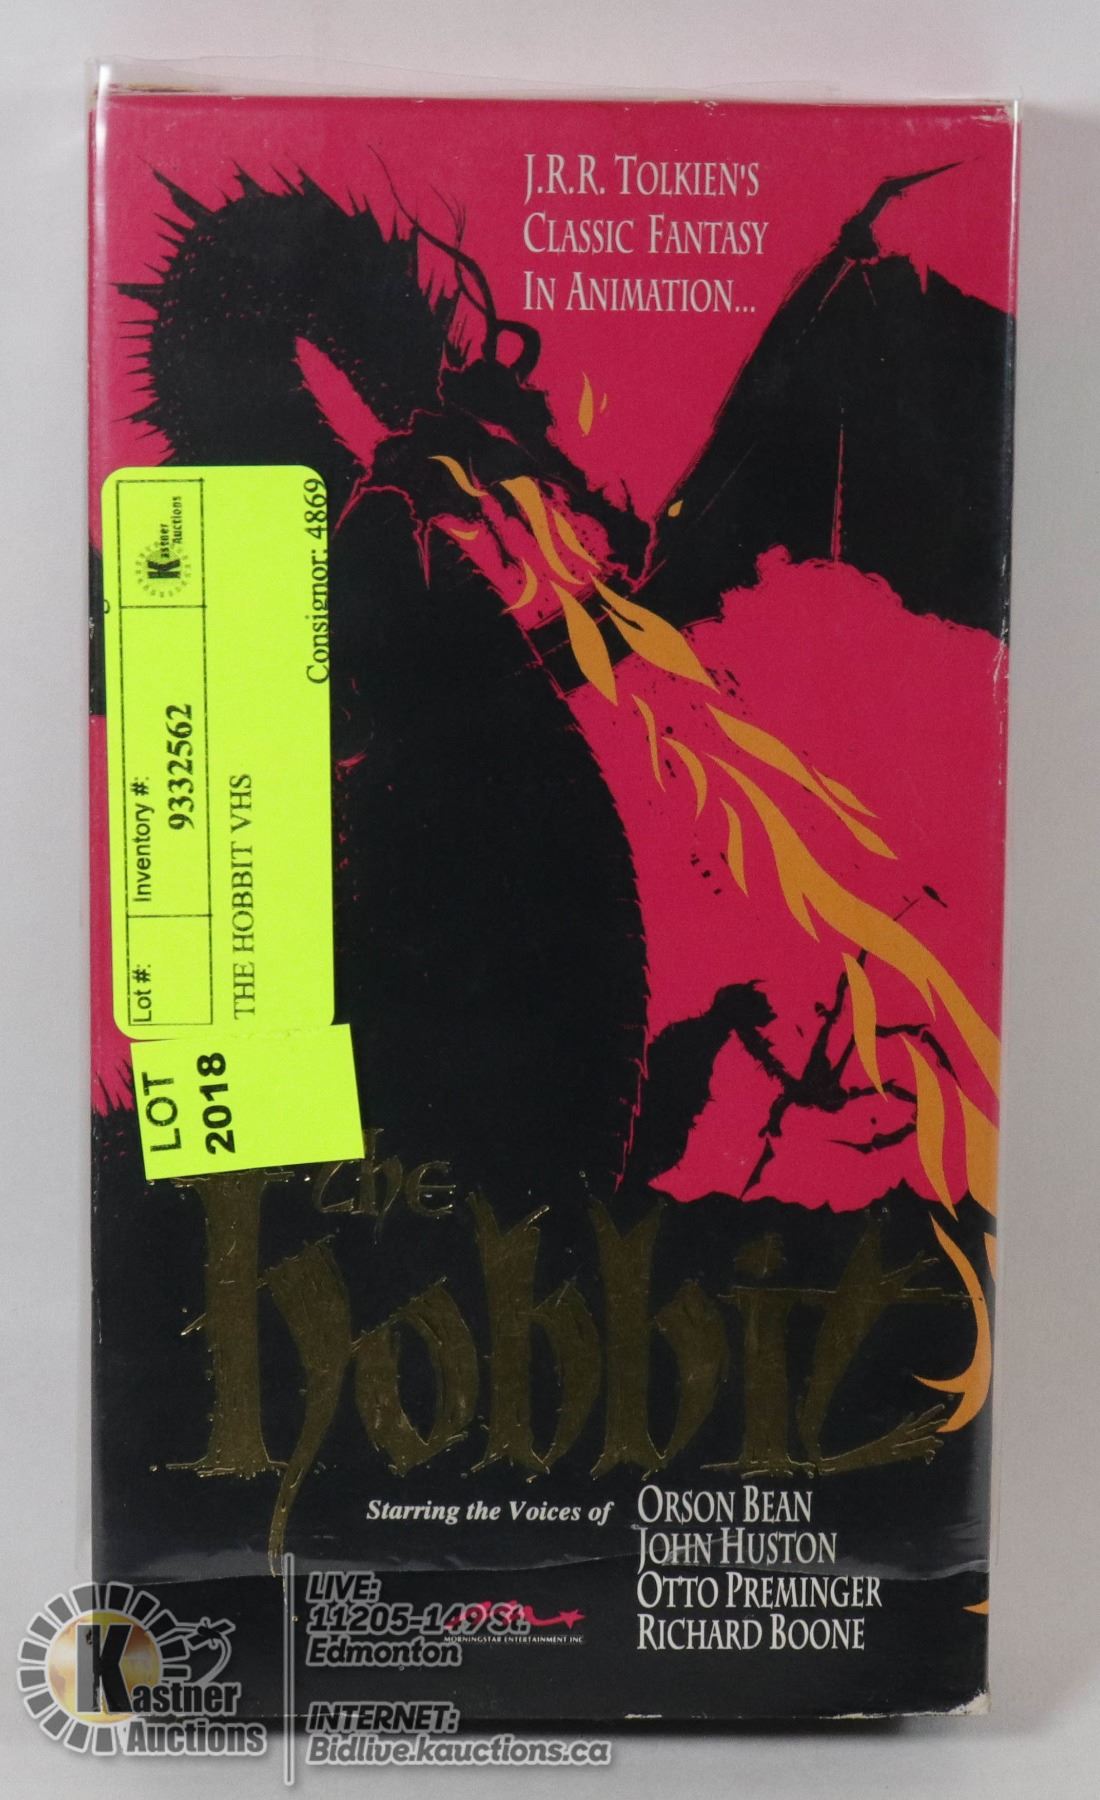 J.R.R. TOLKIEN'S
CLASSIC FANTASY
IN ANIMATION...
Kastner
Auctions
Consignor: 4869
Lot #:
Inventory #:
9332562
THE HOBBIT VHS
LOT
2018
the
hobbit
Starring the Voices of
ORSON BEAN
JOHN HUSTON
OTTO PREMINGER
RICHARD BOONE
MORNINGSTAR ENTERTAINMENT INC
Kastner
Auctions
LIVE:
11205-149 St.
Edmonton
INTERNET:
Bidlive.kauctions.ca